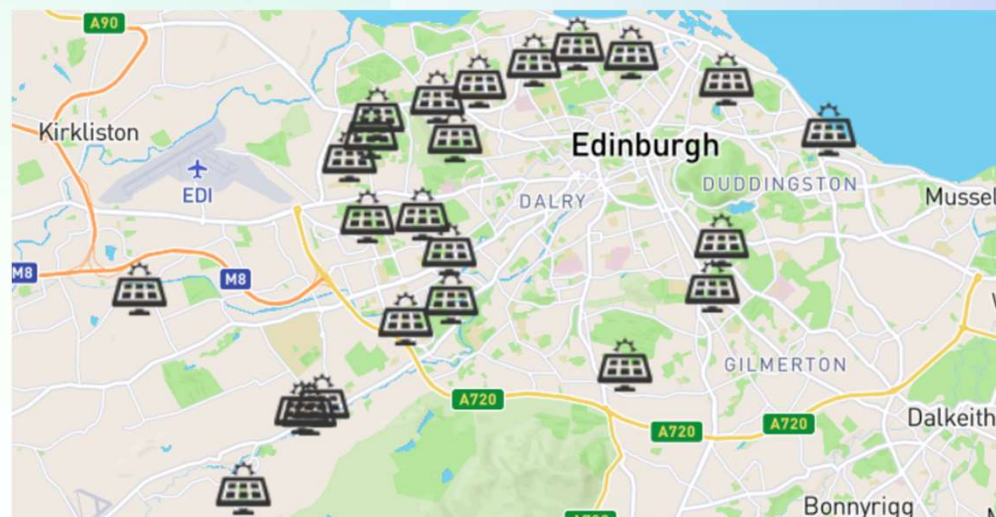 A90
Kirkliston
EDI
Edinburgh
DALRY
DUDDINGSTON
Mussel
M8
M8
GILMERTON
A720
A720
A720
Dalkeith
Bonnyrigg